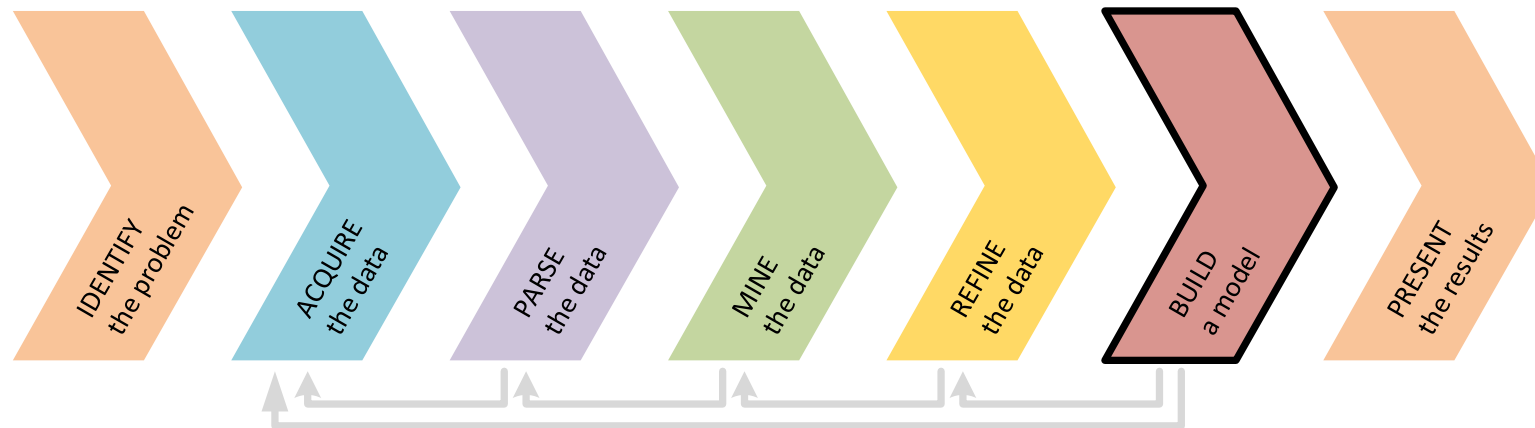 IDENTIFY
the problem
ACQUIRE
the data
PARSE
the data
MINE
the data
REFINE
the data
BUILD
a model
PRESENT
the results